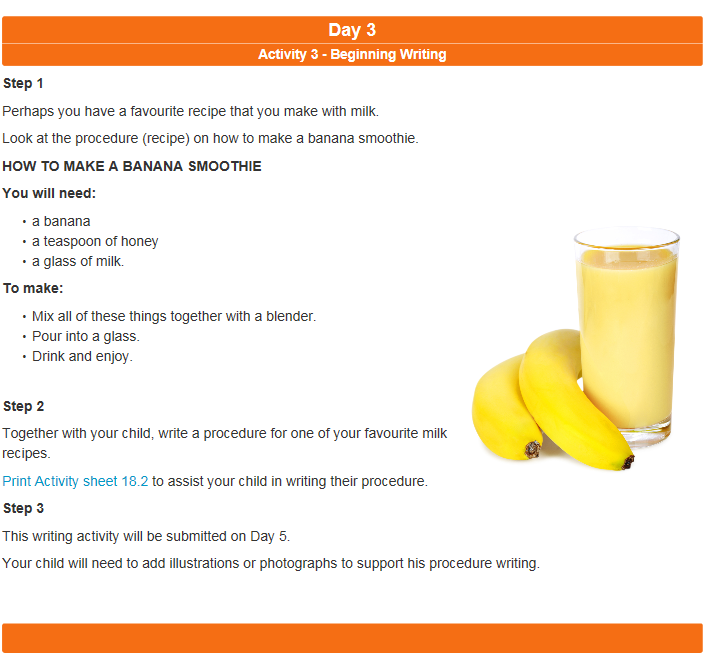 Day 3
Activity 3 - Beginning Writing
Step 1
Perhaps you have a favourite recipe that you make with milk.
Look at the procedure (recipe) on how to make a banana smoothie.
HOW TO MAKE A BANANA SMOOTHIE
You will need:
• a banana
• a teaspoon of honey
• a glass of milk.
To make:
• Mix all of these things together with a blender.
• Pour into a glass.
• Drink and enjoy.
Step 2
Together with your child, write a procedure for one of your favourite milk
recipes.
Print Activity sheet 18.2 to assist your child in writing their procedure.
Step 3
This writing activity will be submitted on Day 5.
Your child will need to add illustrations or photographs to support his procedure writing.